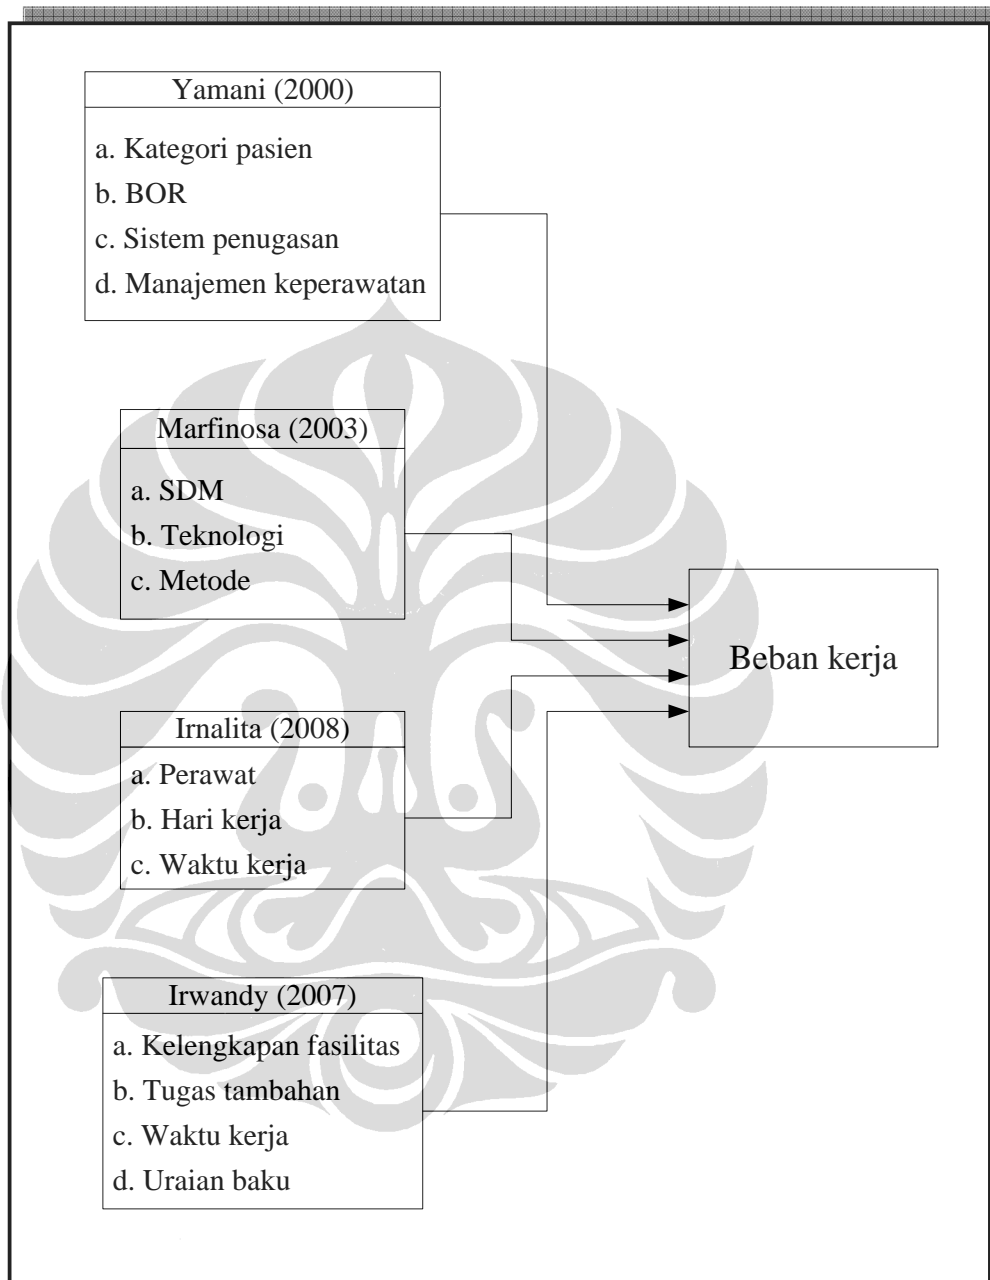 Yamani (2000)
a. Kategori pasien
b. BOR
c. Sistem penugasan
d. Manajemen keperawatan
Marfinosa (2003)
a. SDM
b. Teknologi
c. Metode
Beban kerja
Irnalita (2008)
a. Perawat
b. Hari kerja
c. Waktu kerja
Irwandy (2007)
a. Kelengkapan fasilitas
b. Tugas tambahan
c. Waktu kerja
d. Uraian baku